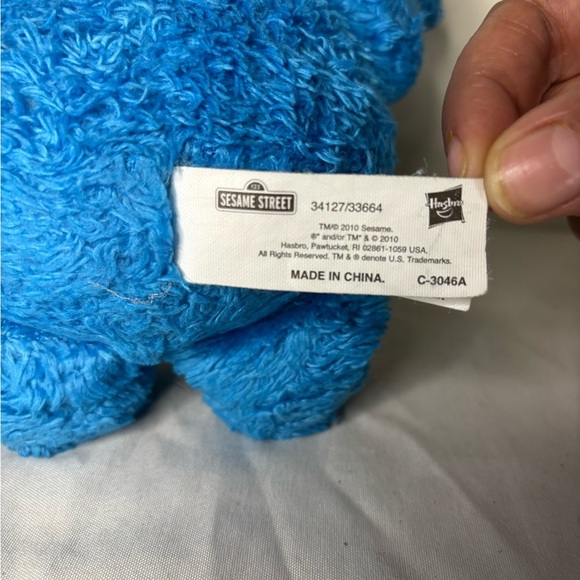 123
SESAME STREET
34127/33664
Hasbro
TM/© 2010 Sesame.
®* and/or TM* & © 2010
Hasbro, Pawtucket, RI 02861-1059 USA.
All Rights Reserved. TM & ® denote U.S. Trademarks.
MADE IN CHINA. C-3046A